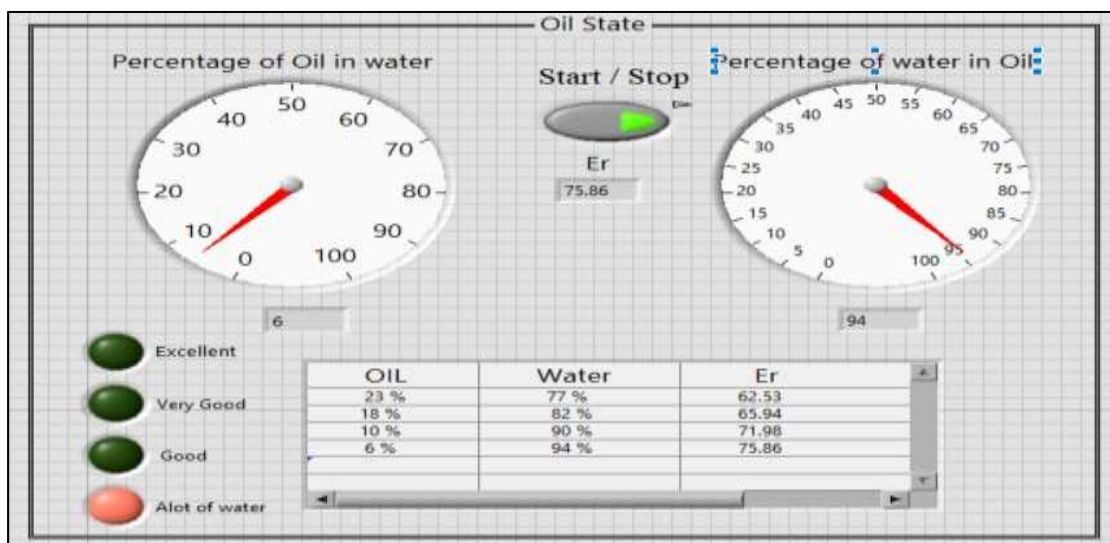 Oil State
Percentage of Oil in water
0
10
20
30
40
50
60
70
80
90
100
6
Start / Stop
Er
75.86
Percentage of water in Oil
0
5
10
15
20
25
30
35
40
45
50
55
60
65
70
75
80
85
90
95
100
94
Excellent
Very Good
Good
Alot of water
OIL Water Er
23 % 77 % 62.53
18 % 82 % 65.94
10 % 90 % 71.98
6 % 94 % 75.86